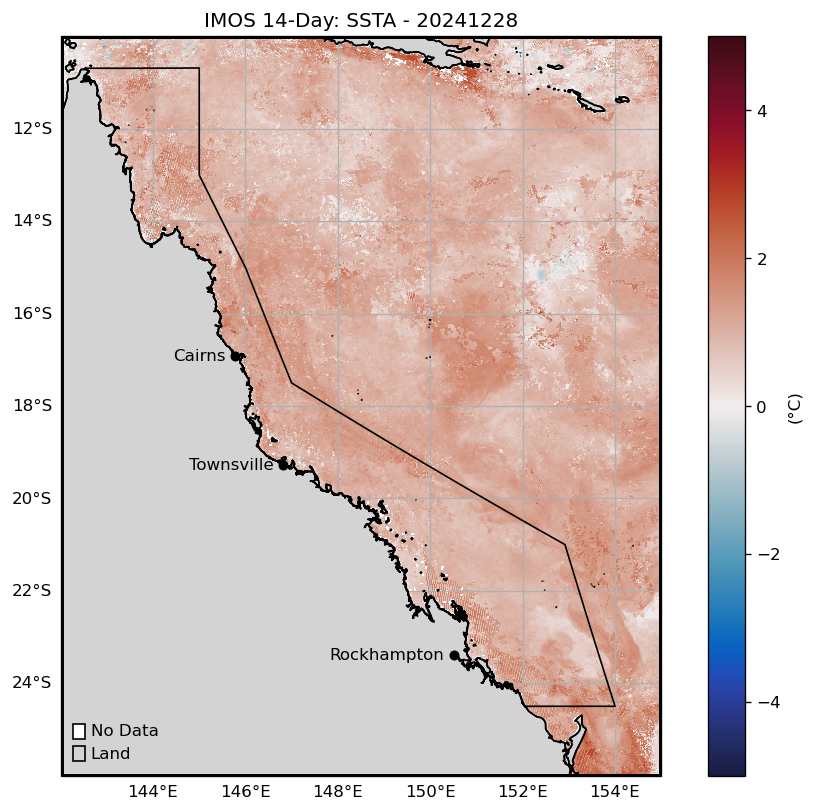 IMOS 14-Day: SSTA - 20241228
12°S
14°S
16°S
18°S
20°S
22°S
24°S
Cairns
Townsville
Rockhampton
No Data
Land
144°E 146°E 148°E 150°E 152°E 154°E
4
2
0
−2
−4
(°C)